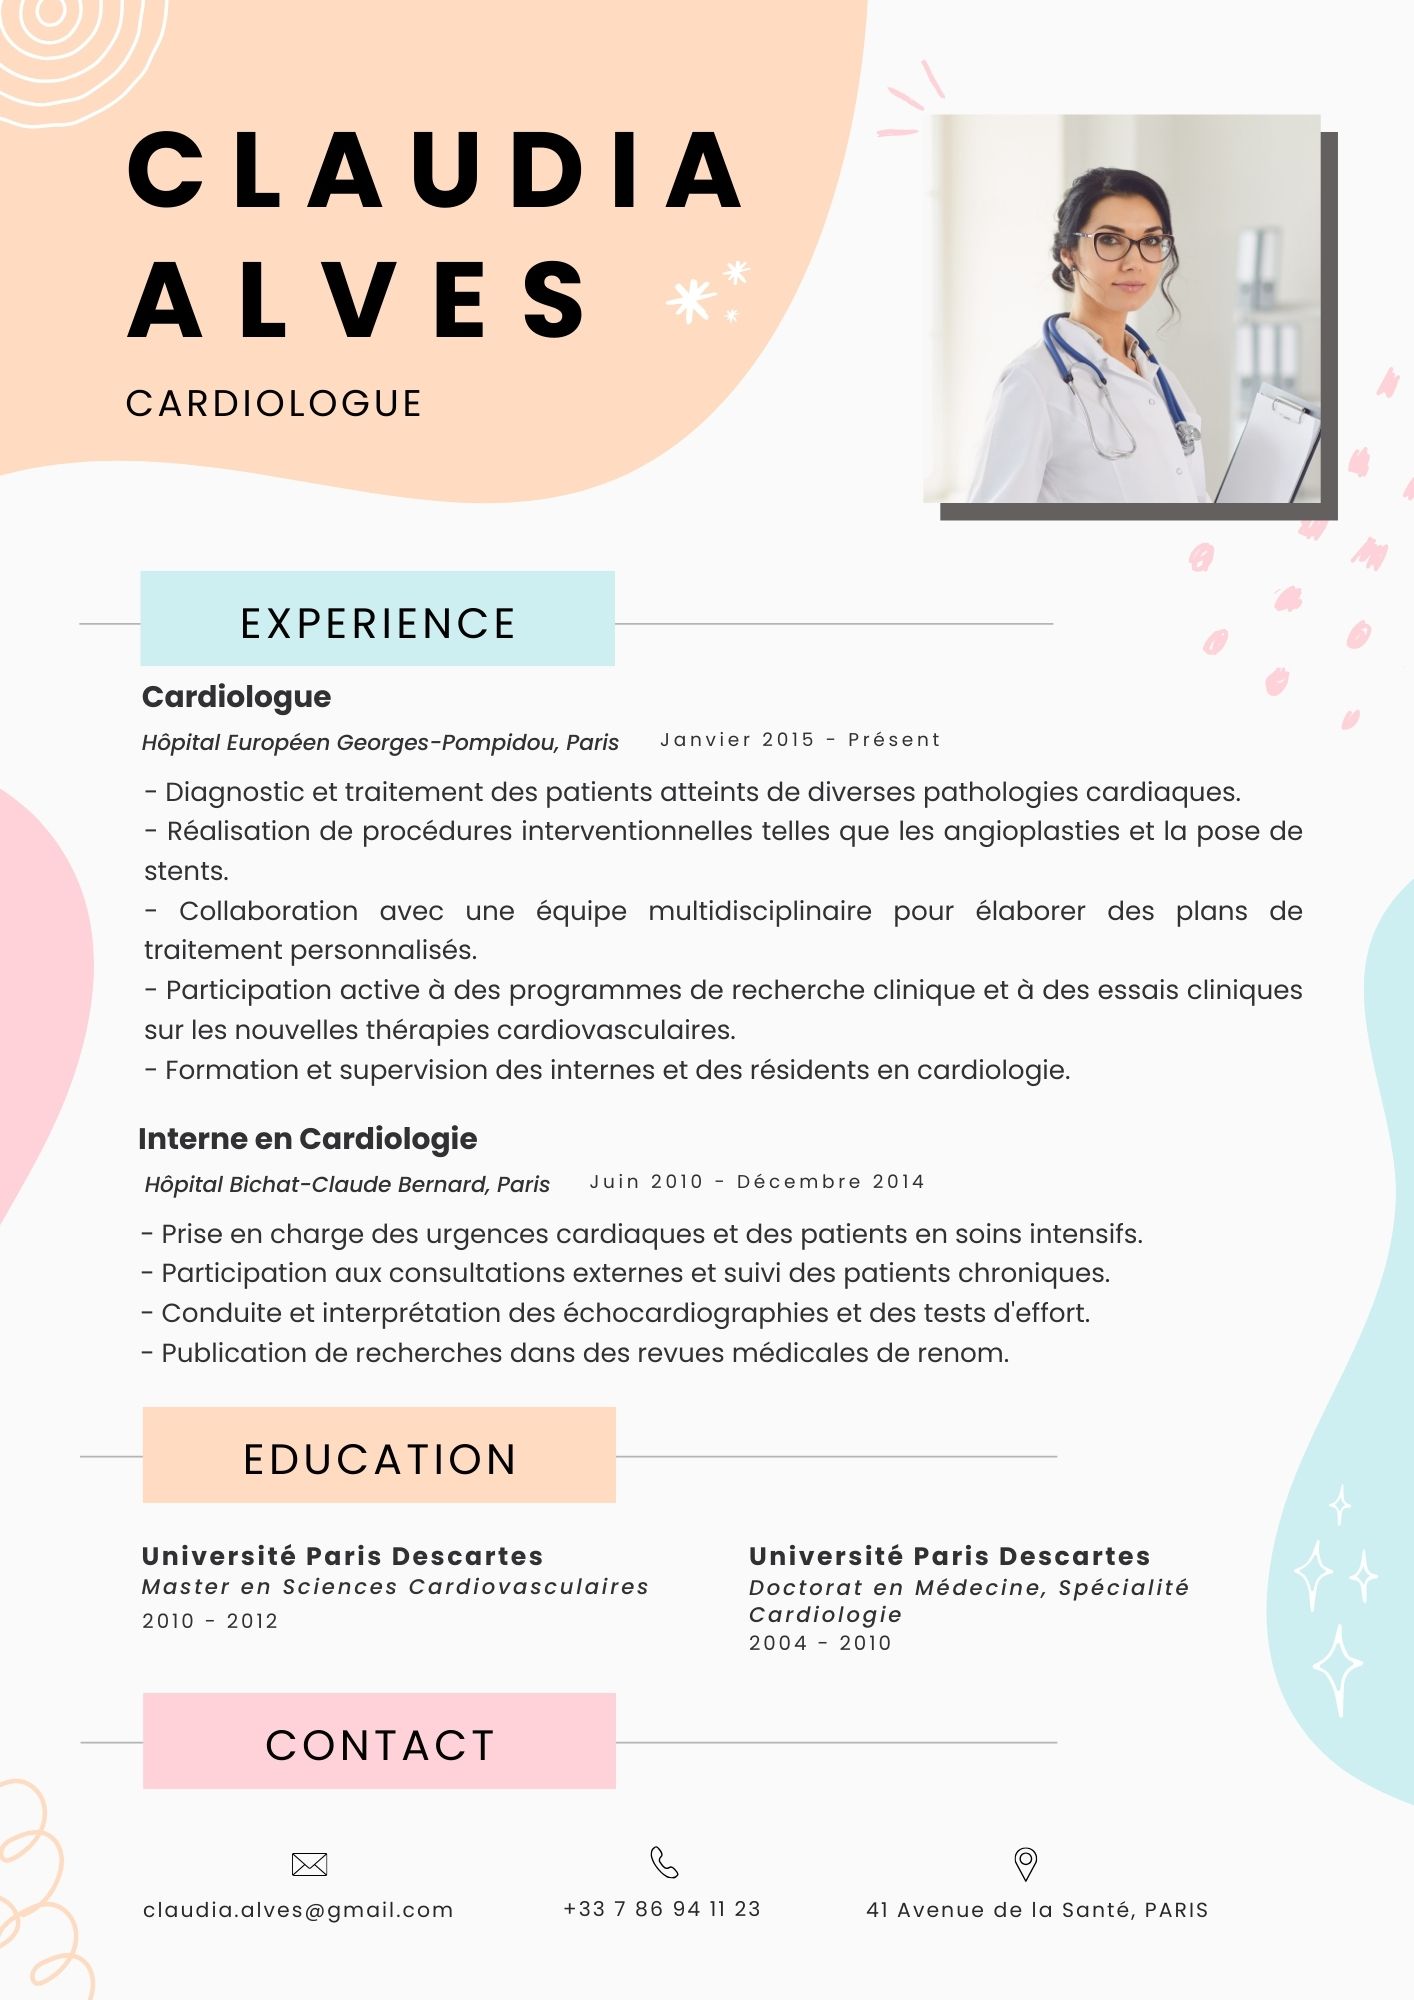 CLAUDIA
ALVES
CARDIOLOGUE
EXPERIENCE
Cardiologue
Hôpital Européen Georges-Pompidou, Paris Janvier 2015 - Présent
- Diagnostic et traitement des patients atteints de diverses pathologies cardiaques.
- Réalisation de procédures interventionnelles telles que les angioplasties et la pose de
stents.
- Collaboration avec une équipe multidisciplinaire pour élaborer des plans de
traitement personnalisés.
- Participation active à des programmes de recherche clinique et à des essais cliniques
sur les nouvelles thérapies cardiovasculaires.
- Formation et supervision des internes et des résidents en cardiologie.
Interne en Cardiologie
Hôpital Bichat-Claude Bernard, Paris Juin 2010 - Décembre 2014
- Prise en charge des urgences cardiaques et des patients en soins intensifs.
- Participation aux consultations externes et suivi des patients chroniques.
- Conduite et interprétation des échocardiographies et des tests d'effort.
- Publication de recherches dans des revues médicales de renom.
EDUCATION
Université Paris Descartes
Master en Sciences Cardiovasculaires
2010 - 2012
Université Paris Descartes
Doctorat en Médecine, Spécialité
Cardiologie
2004 - 2010
CONTACT
claudia.alves@gmail.com
+33 7 86 94 11 23
41 Avenue de la Santé, PARIS